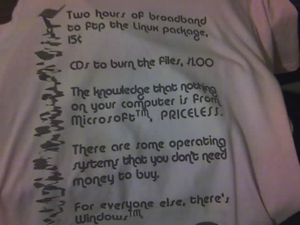 Two hours of broadband
to ftp the Linux package,
15¢
CDs to burn the files, $1.00
The knowledge that nothing
on your computer is from
Microsoft™, PRICELESS.
There are some operating
systems that you don't need
money to buy.
For everyone else, there's
Windows™